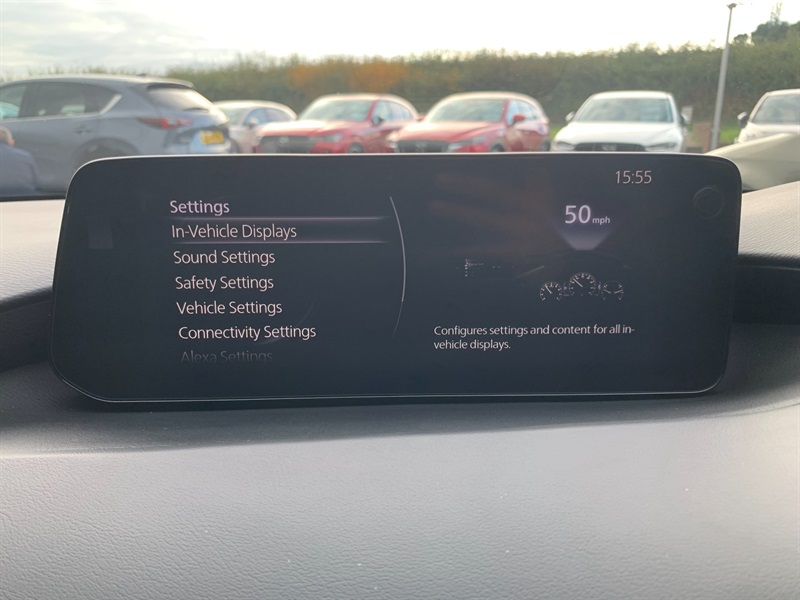 15:55
Settings
In-Vehicle Displays
Sound Settings
Safety Settings
Vehicle Settings
Connectivity Settings
Alexa Settings
50 mph
Configures settings and content for all in-
vehicle displays.